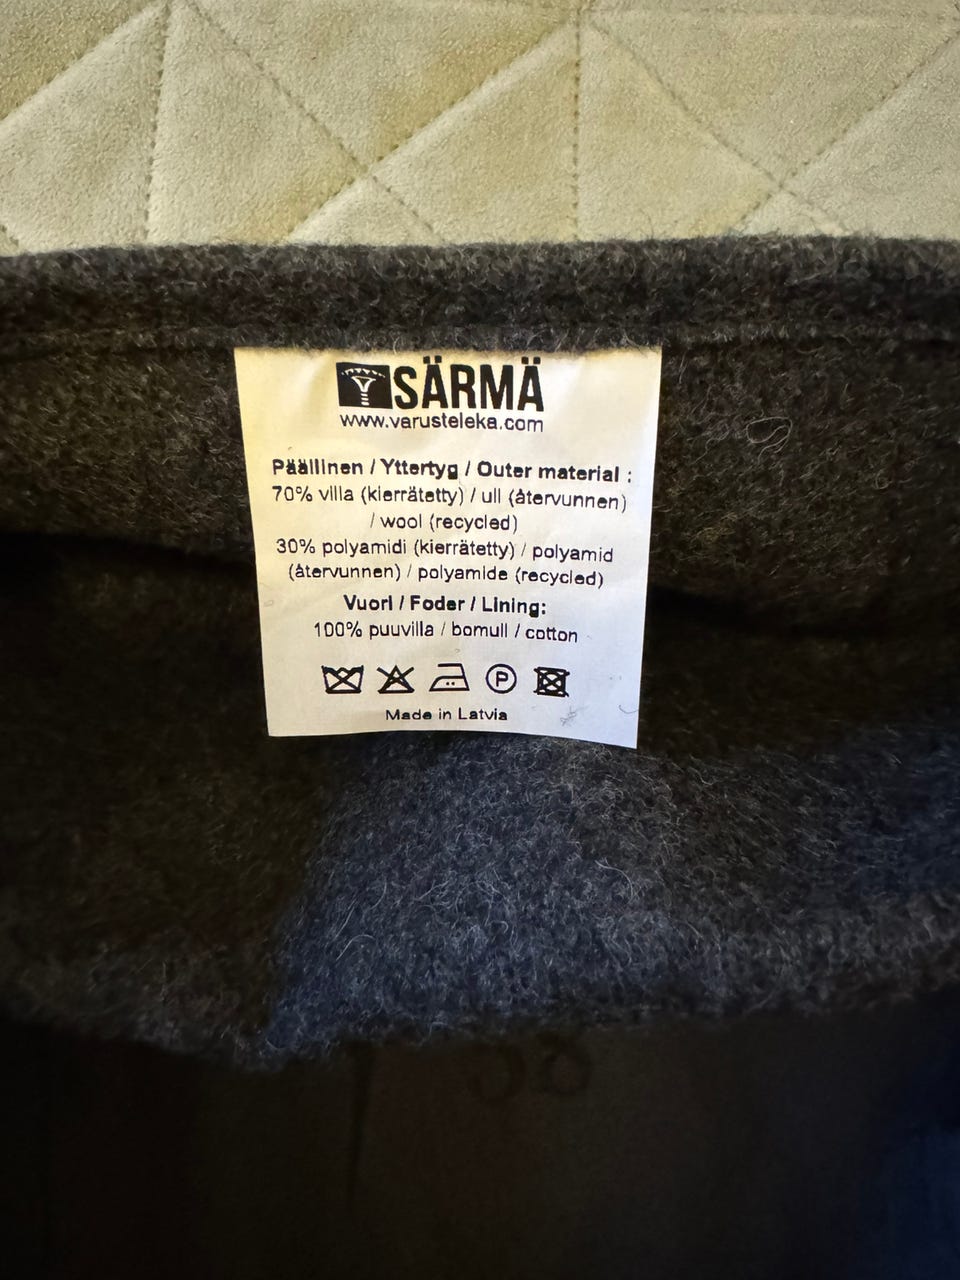 SÄRMÄ
www.varusteleka.com
Päällinen / Yttertyg / Outer material :
70% villa (kierrätetty) / ull (återvunnen)
/ wool (recycled)
30% polyamidi (kierrätetty) / polyamid
(återvunnen) / polyamide (recycled)
Vuori / Foder / Lining:
100% puuvilla / bomull / cotton
P
Made in Latvia